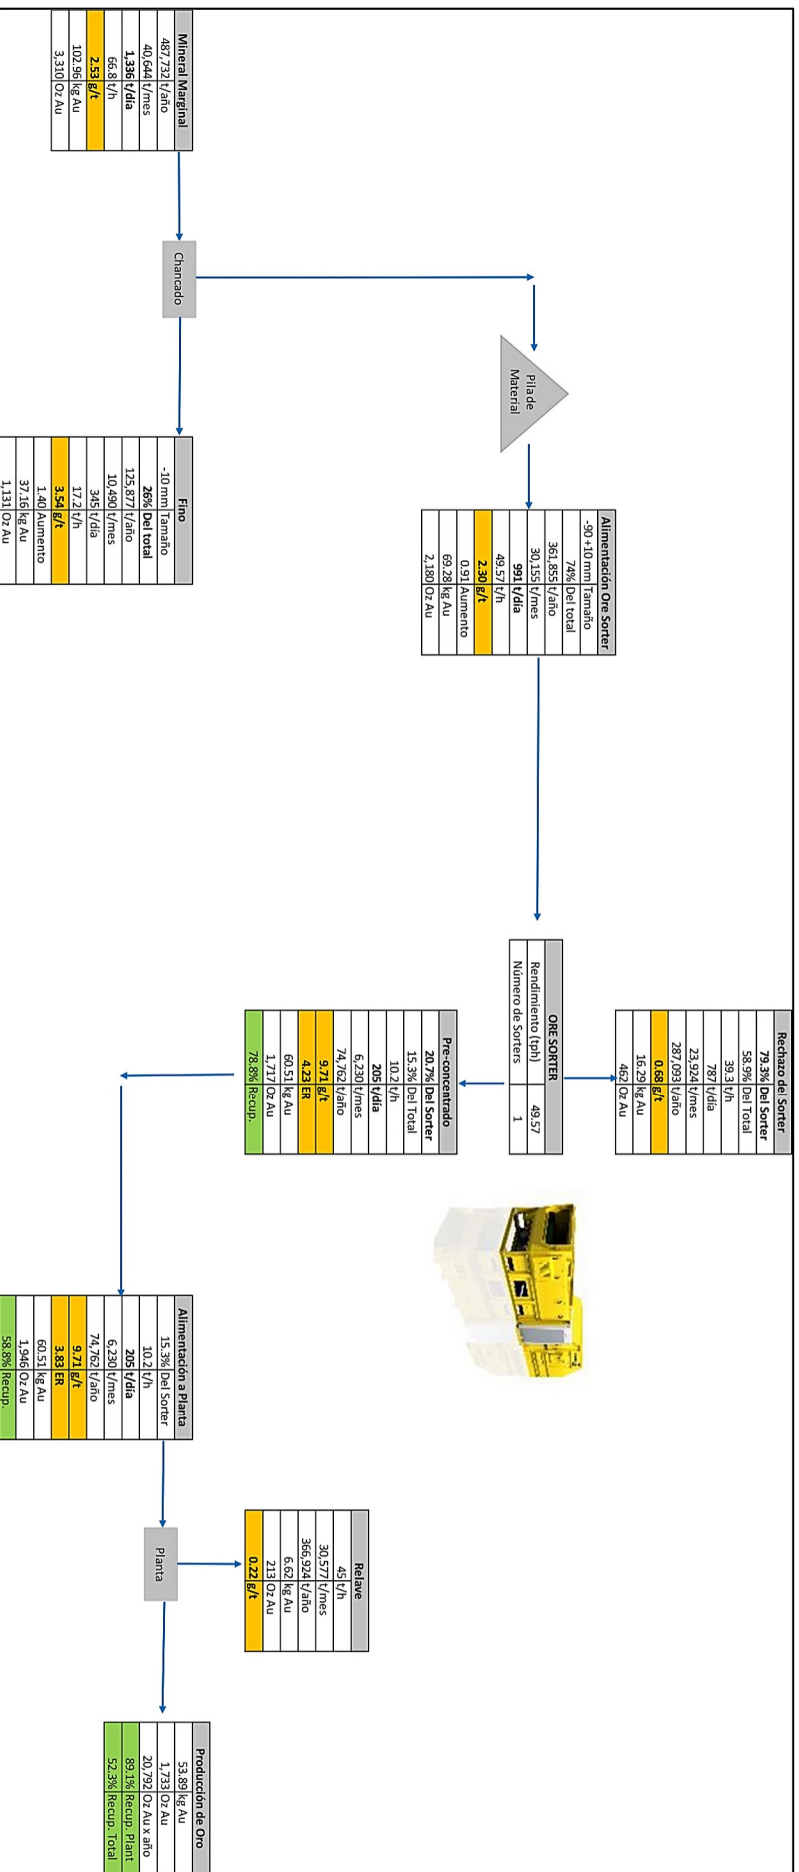 Mineral Marginal
487,732 t/año
40,644 t/mes
1,336 t/día
66.8 t/h
2.53 g/t
102.96 kg Au
3,310 Oz Au
Chancado
Fino
-10 mm Tamaño
26% Del total
125,877 t/año
10,490 t/mes
345 t/día
17.2 t/h
3.54 g/t
1.40 Aumento
37.16 kg Au
1,131 Oz Au
Pila de
Material
Alimentación Ore Sorter
-90 +10 mm Tamaño
74% Del total
361,855 t/año
30,155 t/mes
991 t/día
49.57 t/h
2.30 g/t
0.91 Aumento
69.28 kg Au
2,180 Oz Au
Rechazo del Sorter
79.3% Del Sorter
58.9% Del Total
39.3 t/h
787 t/día
23,924 t/mes
287,093 t/año
0.68 g/t
16.29 kg Au
462 Oz Au
ORE SORTER
Rendimiento (tph) 49.57
Número de Sorters 1
Pre-concentrado
20.7% Del Sorter
15.3% Del Total
10.2 t/h
205 t/día
6,230 t/mes
74,762 t/año
9.71 g/t
4.23 ER
60.51 kg Au
1,717 Oz Au
78.8% Recup.
Alimentación a Planta
15.3% Del Sorter
10.2 t/h
205 t/día
6,230 t/mes
74,762 t/año
9.71 g/t
3.83 ER
60.51 kg Au
1,946 Oz Au
58.8% Recup.
Planta
Relave
45 t/h
30,577 t/mes
366,924 t/año
6.62 kg Au
213 Oz Au
0.22 g/t
Producción de Oro
53.89 kg Au
1,733 Oz Au
20,792 Oz Au x año
89.1% Recup. Plant
52.3% Recup. Total